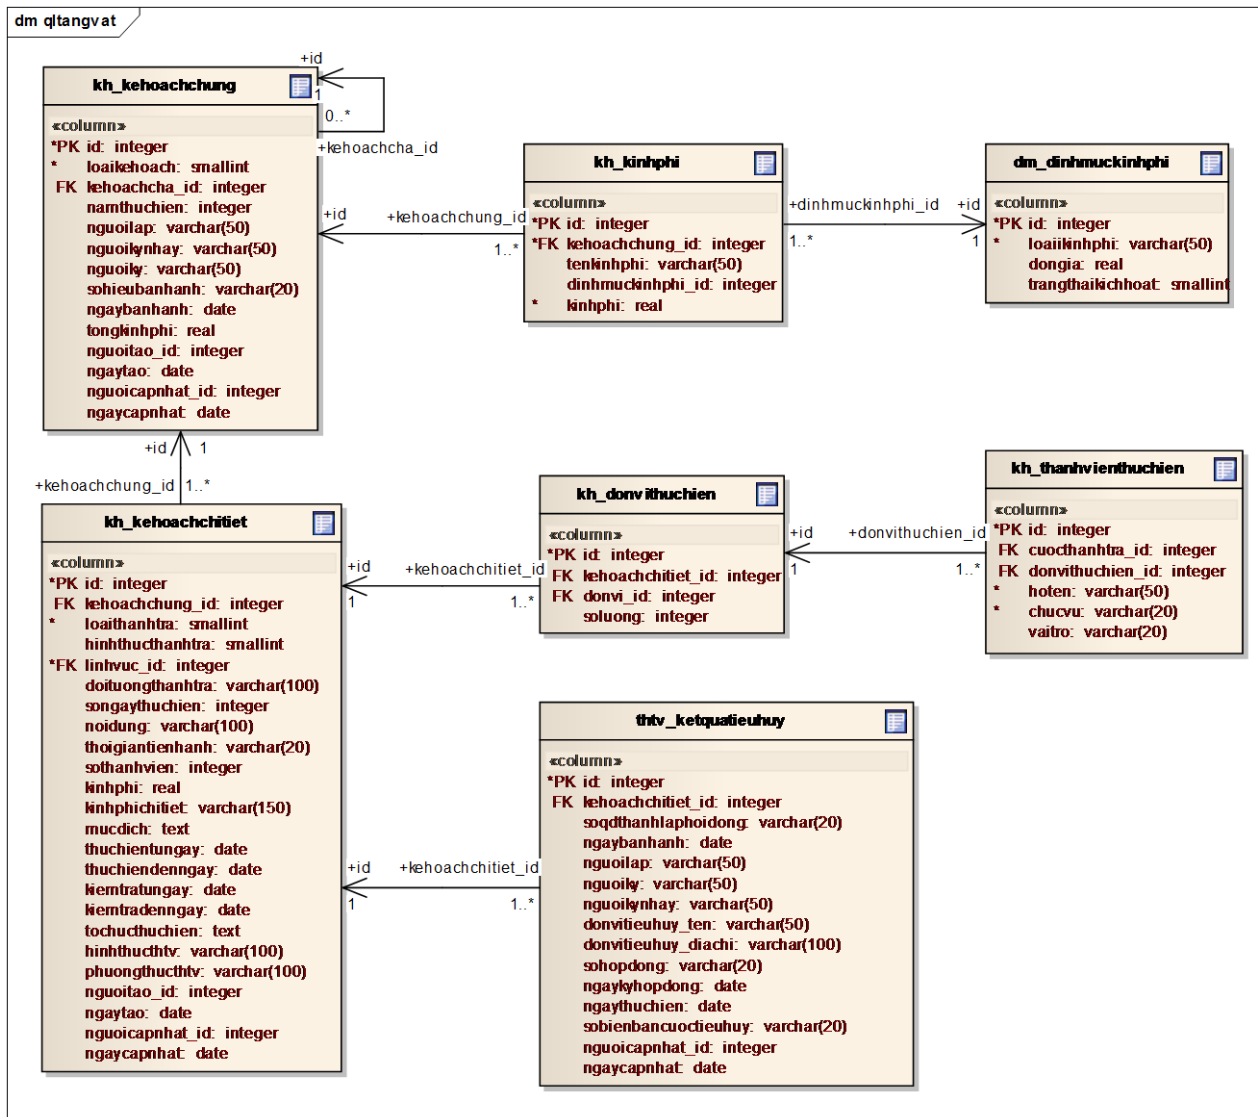 dm qltangvat
kh_kehoachchung
«column»
*PK id: integer
* loaikehoach: smallint
FK kehoachcha_id: integer
namthuchien: integer
nguoilap: varchar(50)
nguoikynhay: varchar(50)
nguoiky: varchar(50)
sohieubanhanh: varchar(20)
ngaybanhanh: date
tongkinhphi: real
nguoitao_id: integer
ngaytao: date
nguoicapnhat_id: integer
ngaycapnhat: date
+id
1
0..*
+kehoachcha_id
+id
+kehoachchung_id
1..*
kh_kinhphi
«column»
*PK id: integer
*FK kehoachchung_id: integer
tenkinhphi: varchar(50)
dinhmuckinhphi_id: integer
* kinhphi: real
+dinhmuckinhphi_id
+id
1..*
1
dm_dinhmuckinhphi
«column»
*PK id: integer
* loaiikinhphi: varchar(50)
dongia: real
trangthaikichhoat: smallint
+id
1
+kehoachchung_id
1..*
kh_kehoachchitiet
«column»
*PK id: integer
FK kehoachchung_id: integer
* loaithanhtra: smallint
hinhthucthanhtra: smallint
*FK linhvuc_id: integer
doituongthanhtra: varchar(100)
songaythuchien: integer
noidung: varchar(100)
thoigiantienhanh: varchar(20)
sothanhvien: integer
kinhphi: real
kinhphichitiet: varchar(150)
mucdich: text
thuchientungay: date
thuchiendenngay: date
kiemtratungay: date
kiemtradenngay: date
tochucthuchien: text
hinhthucthtv: varchar(100)
phuongthucthtv: varchar(100)
nguoitao_id: integer
ngaytao: date
nguoicapnhat_id: integer
ngaycapnhat: date
+id
+kehoachchitiet_id
1
1..*
kh_donvithuchien
«column»
*PK id: integer
FK kehoachchitiet_id: integer
FK donvi_id: integer
soluong: integer
+id
+donvithuchien_id
1
1..*
kh_thanhvienthuchien
«column»
*PK id: integer
FK cuocthanhtra_id: integer
FK donvithuchien_id: integer
* hoten: varchar(50)
* chucvu: varchar(20)
vaitro: varchar(20)
+id
+kehoachchitiet_id
1
1..*
thtv_ketquatieuhuy
«column»
*PK id: integer
FK kehoachchitiet_id: integer
soqdthanhlaphoidong: varchar(20)
ngaybanhanh: date
nguoilap: varchar(50)
nguoiky: varchar(50)
nguoikynhay: varchar(50)
donvitieuhuy_ten: varchar(50)
donvitieuhuy_diachi: varchar(100)
sohopdong: varchar(20)
ngaykyhopdong: date
ngaythuchien: date
sobienbancuoctieuhuy: varchar(20)
nguoicapnhat_id: integer
ngaycapnhat: date